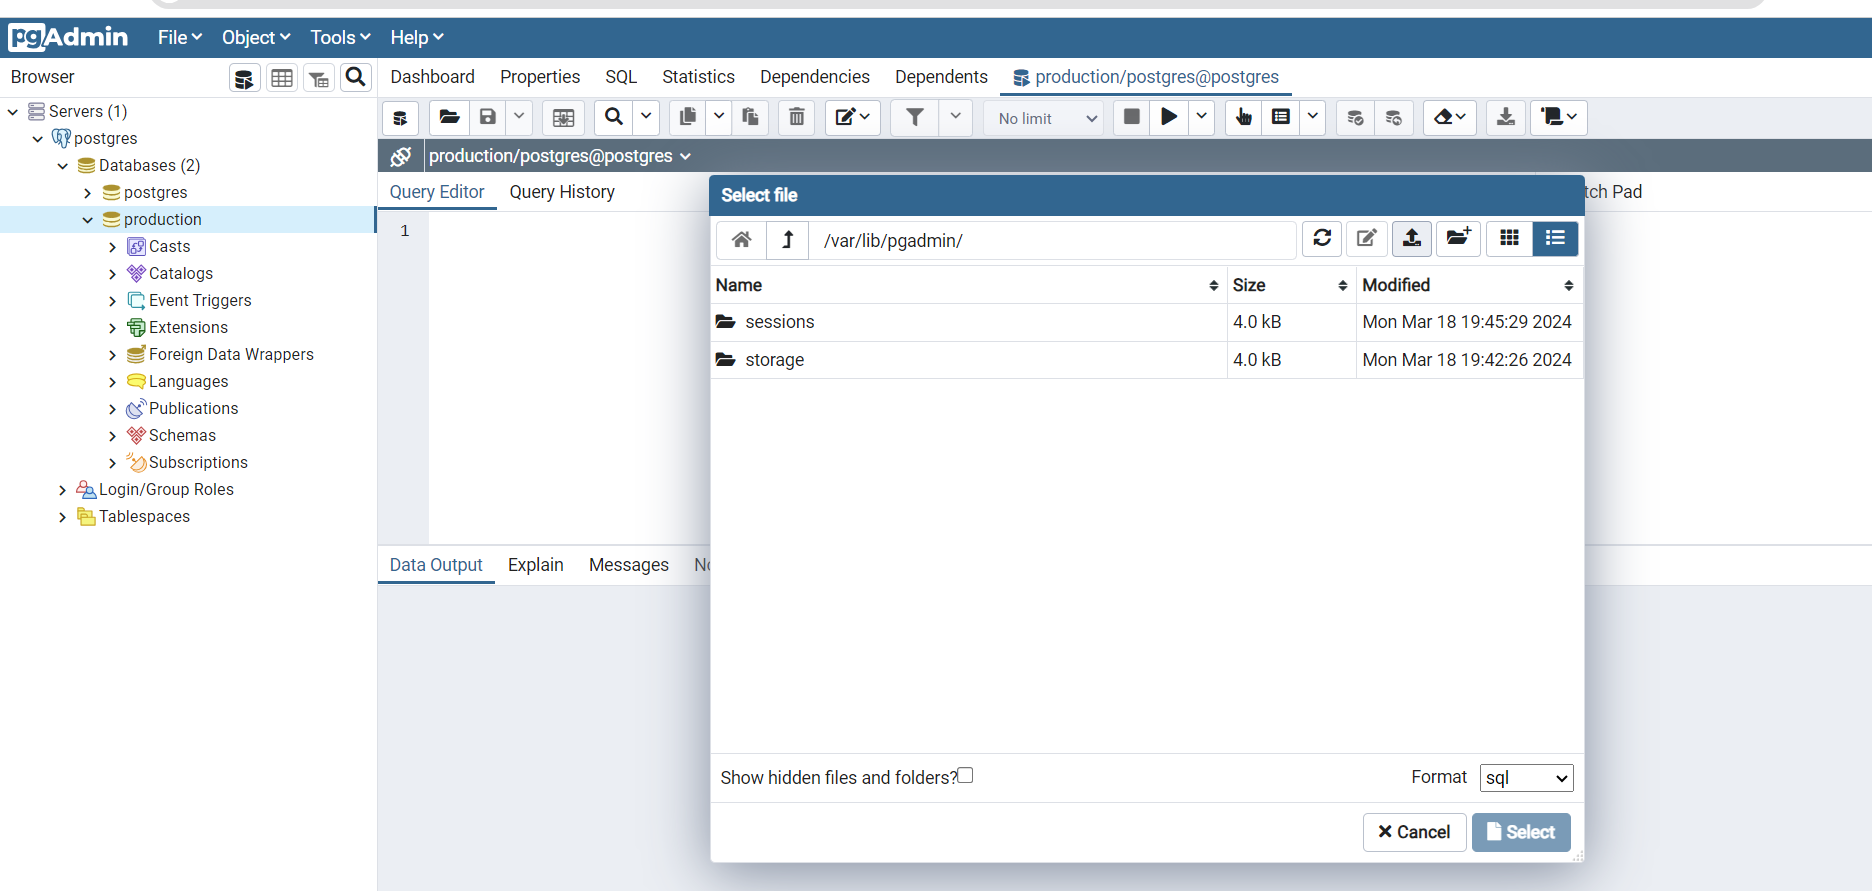 pgAdmin File Object Tools Help
Browser
Dashboard Properties SQL Statistics Dependencies Dependents production/postgres@postgres
Servers (1)
postgres
Databases (2)
postgres
production
Casts
Catalogs
Event Triggers
Extensions
Foreign Data Wrappers
Languages
Publications
Schemas
Subscriptions
Login/Group Roles
Tablespaces
No limit
production/postgres@postgres
Query Editor Query History
tch Pad
1
Select file
/var/lib/pgadmin/
Name Size Modified
sessions 4.0 kB Mon Mar 18 19:45:29 2024
storage 4.0 kB Mon Mar 18 19:42:26 2024
Show hidden files and folders? Format sql
Cancel Select
Data Output Explain Messages